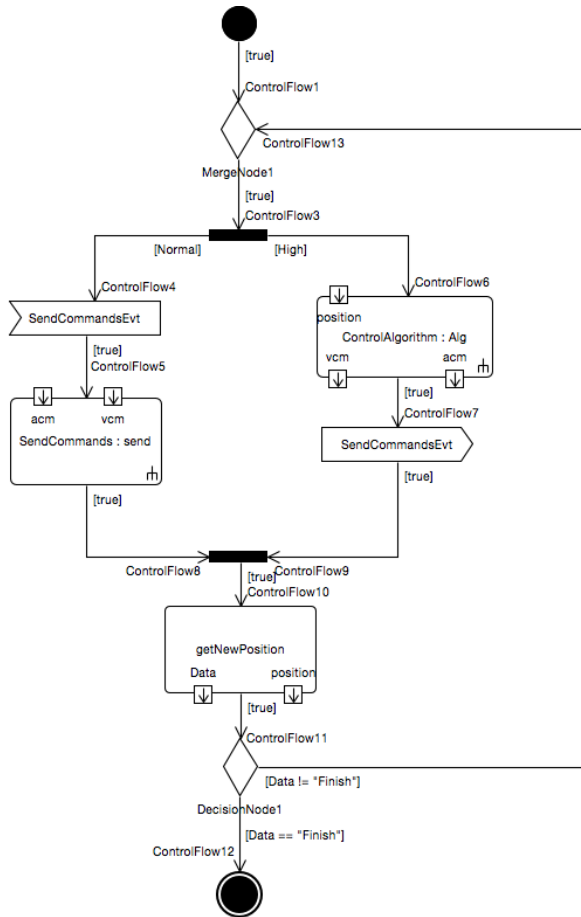 [true]
ControlFlow1
ControlFlow13
MergeNode1
[true]
ControlFlow3
[Normal]
[High]
ControlFlow4
ControlFlow6
SendCommandsEvt
position
ControlAlgorithm : Alg
vcm
acm
[true]
ControlFlow5
[true]
ControlFlow7
acm
vcm
SendCommands : send
SendCommandsEvt
[true]
[true]
ControlFlow8
ControlFlow9
[true]
ControlFlow10
getNewPosition
Data
position
[true]
ControlFlow11
[Data != "Finish"]
DecisionNode1
[Data == "Finish"]
ControlFlow12